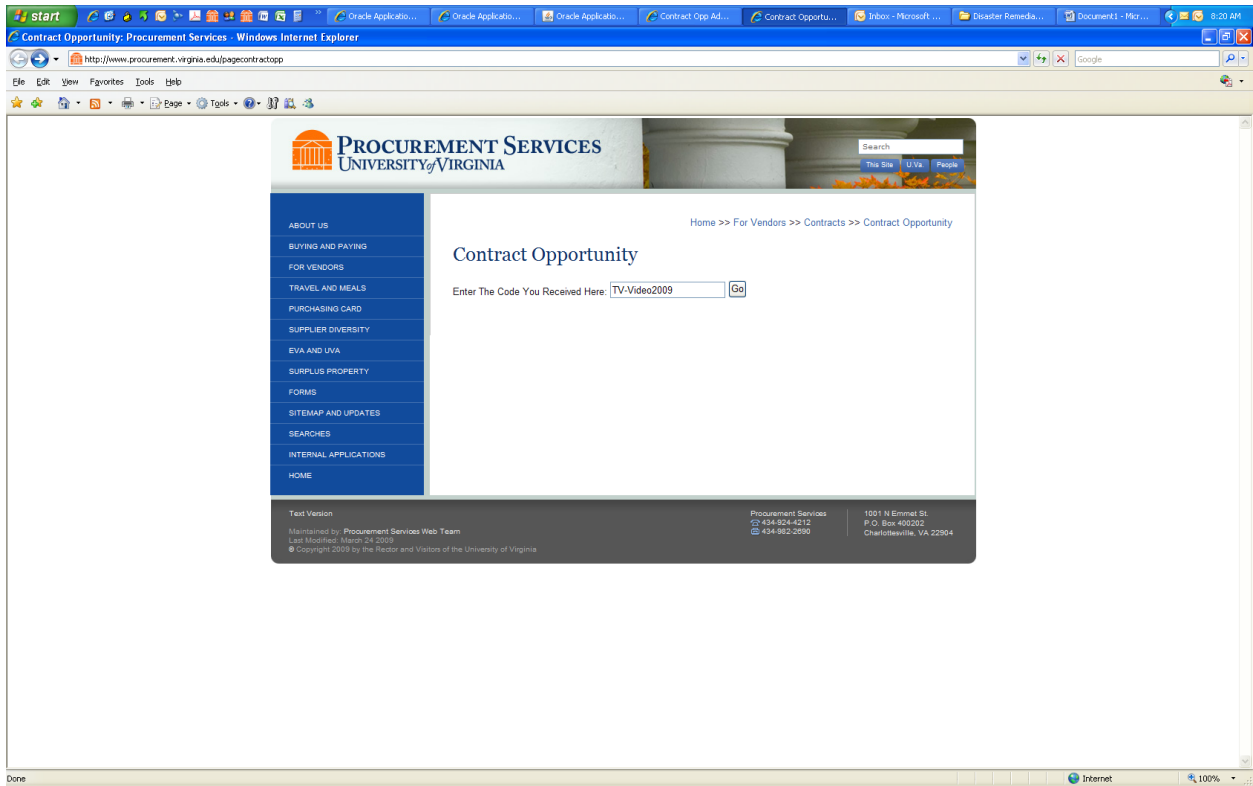 start
Oracle Applicatio...
Oracle Applicatio...
Oracle Applicatio...
Contract Opp Ad...
Contract Opportu...
Inbox - Microsoft ...
Disaster Remedia...
Document1 - Micr...
8:20 AM
Contract Opportunity: Procurement Services - Windows Internet Explorer
http://www.procurement.virginia.edu/pagecontractopp
Google
File Edit View Favorites Tools Help
Page Tools
PROCUREMENT SERVICES
UNIVERSITY of VIRGINIA
Search
This Site U.Va. People
Home >> For Vendors >> Contracts >> Contract Opportunity
ABOUT US
BUYING AND PAYING
FOR VENDORS
TRAVEL AND MEALS
PURCHASING CARD
SUPPLIER DIVERSITY
EVA AND UVA
SURPLUS PROPERTY
FORMS
SITEMAP AND UPDATES
SEARCHES
INTERNAL APPLICATIONS
HOME
Contract Opportunity
Enter The Code You Received Here: TV-Video2009 Go
Text Version
Maintained by: Procurement Services Web Team
Last Modified: March 24 2009
© Copyright 2009 by the Rector and Visitors of the University of Virginia
Procurement Services
434-924-4212
434-982-2690
1001 N Emmet St.
P.O. Box 400202
Charlottesville, VA 22904
Done
Internet
100%